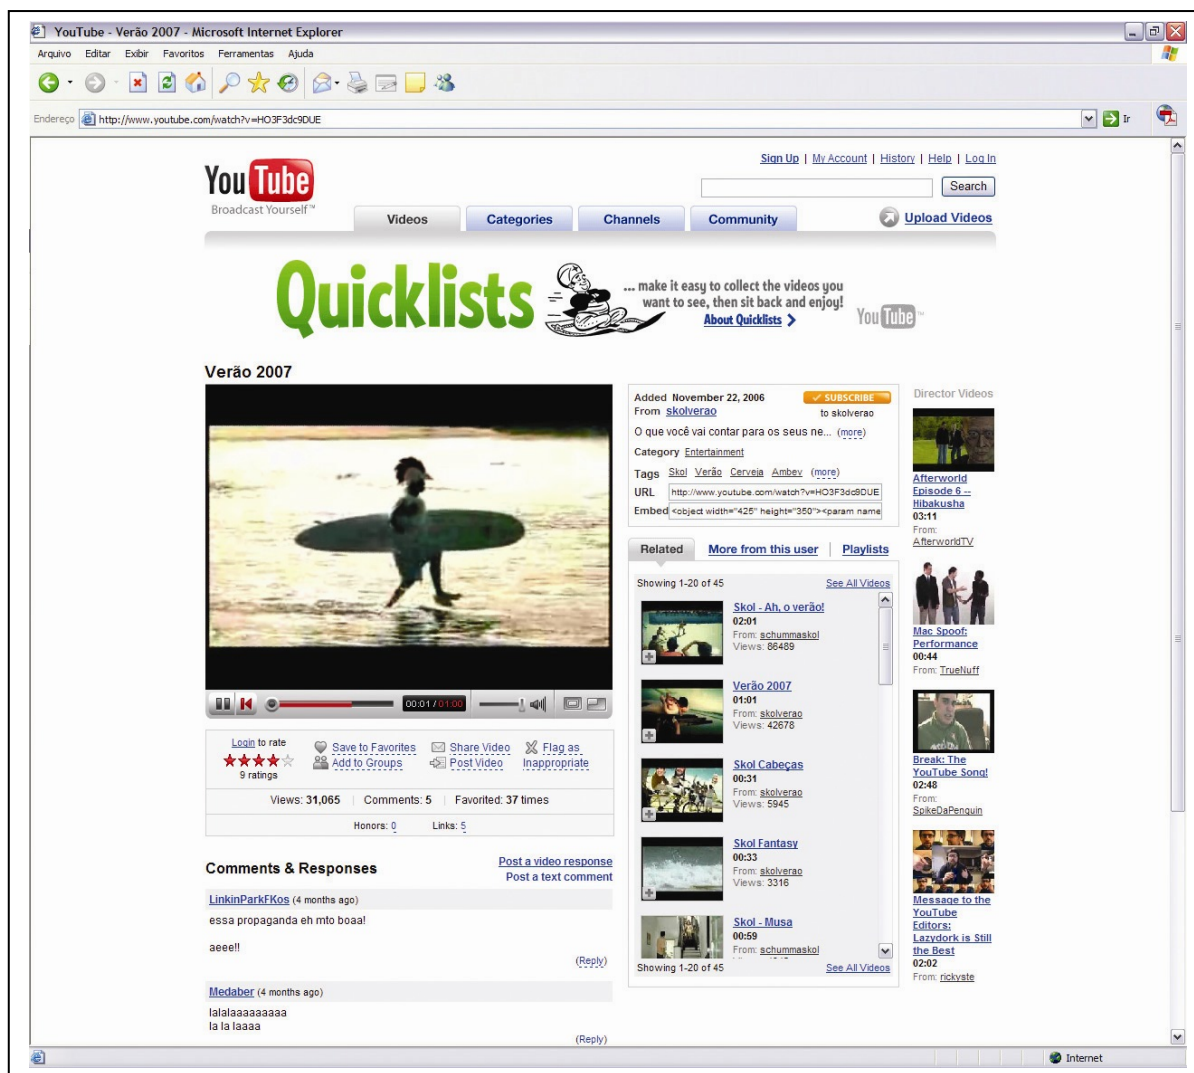 YouTube - Verão 2007 - Microsoft Internet Explorer
Arquivo Editar Exibir Favoritos Ferramentas Ajuda
Endereço http://www.youtube.com/watch?v=HO3F3dc9DUE Ir
Sign Up | My Account | History | Help | Log In
YouTube
Broadcast Yourself™
Search
Videos Categories Channels Community Upload Videos
Quicklists
... make it easy to collect the videos you
want to see, then sit back and enjoy!
About Quicklists
YouTube™
Verão 2007
00:01 / 01:00
Login to rate
9 ratings
Save to Favorites Share Video Flag as
Add to Groups Post Video Inappropriate
Views: 31,065 | Comments: 5 | Favorited: 37 times
Honors: 0 Links: 5
Comments & Responses
Post a video response
Post a text comment
LinkinParkFKos (4 months ago)
essa propaganda eh mto boaa!
aeee!!
(Reply)
Medaber (4 months ago)
lalalaaaaaaaaa
la la laaaa
(Reply)
Added November 22, 2006 SUBSCRIBE
From skolverao to skolverao
O que você vai contar para os seus ne... (more)
Category Entertainment
Tags Skol Verão Cerveja Ambev (more)
URL http://www.youtube.com/watch?v=HO3F3dc9DUE
Embed <object width="425" height="350"><param name
Related More from this user | Playlists
Showing 1-20 of 45 See All Videos
Skol - Ah, o verão!
02:01
From: schummaskol
Views: 86489
Verão 2007
01:01
From: skolverao
Views: 42678
Skol Cabeças
00:31
From: skolverao
Views: 5945
Skol Fantasy
00:33
From: skolverao
Views: 3316
Skol - Musa
00:59
From: schummaskol
Showing 1-20 of 45 See All Videos
Director Videos
Afterworld
Episode 6 --
Hibakusha
03:11
From:
AfterworldTV
Mac Spoof:
Performance
00:44
From: TrueNuff
Break: The
YouTube Song!
02:48
From:
SpikeDaPenguin
Message to the
YouTube
Editors:
Lazydork is Still
the Best
02:02
From: rickyste
Internet